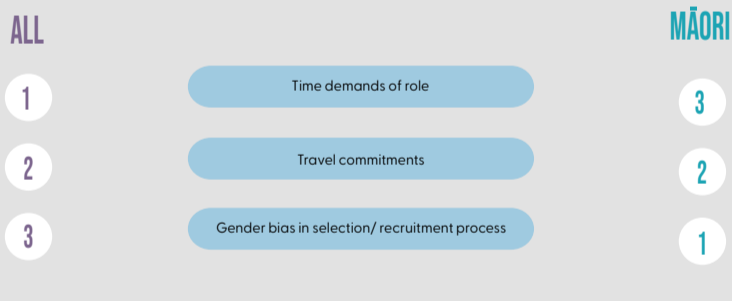 ALL
MĀORI
1
Time demands of role
3
2
Travel commitments
2
3
Gender bias in selection/ recruitment process
1